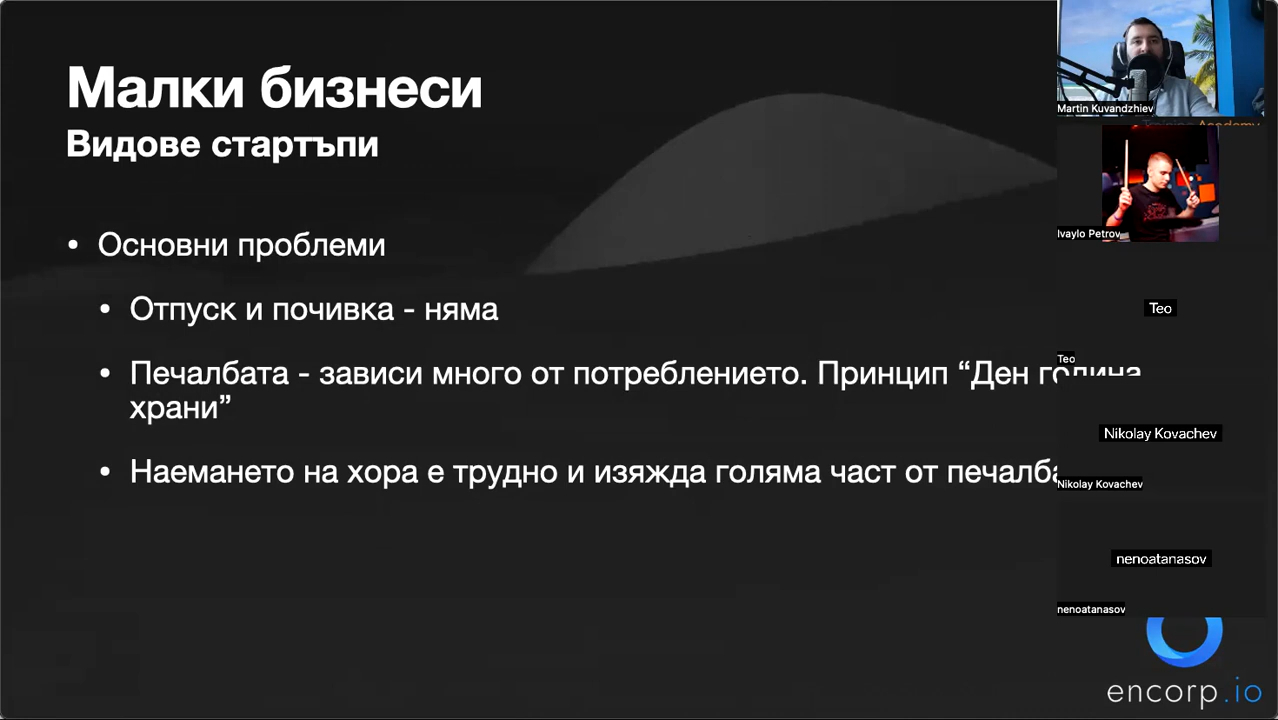 Малки бизнеси
Видове стартъпи
• Основни проблеми
• Отпуск и почивка - няма
• Печалбата - зависи много от потреблението. Принцип “Ден година
храни”
• Наемането на хора е трудно и изяжда голяма част от
Martin Kuvandzhiev
Academy
Ivaylo Petrov
Teo
Teo
Nikolay Kovachev
Nikolay Kovachev
nenoatanasov
nenoatanasov
encorp.io